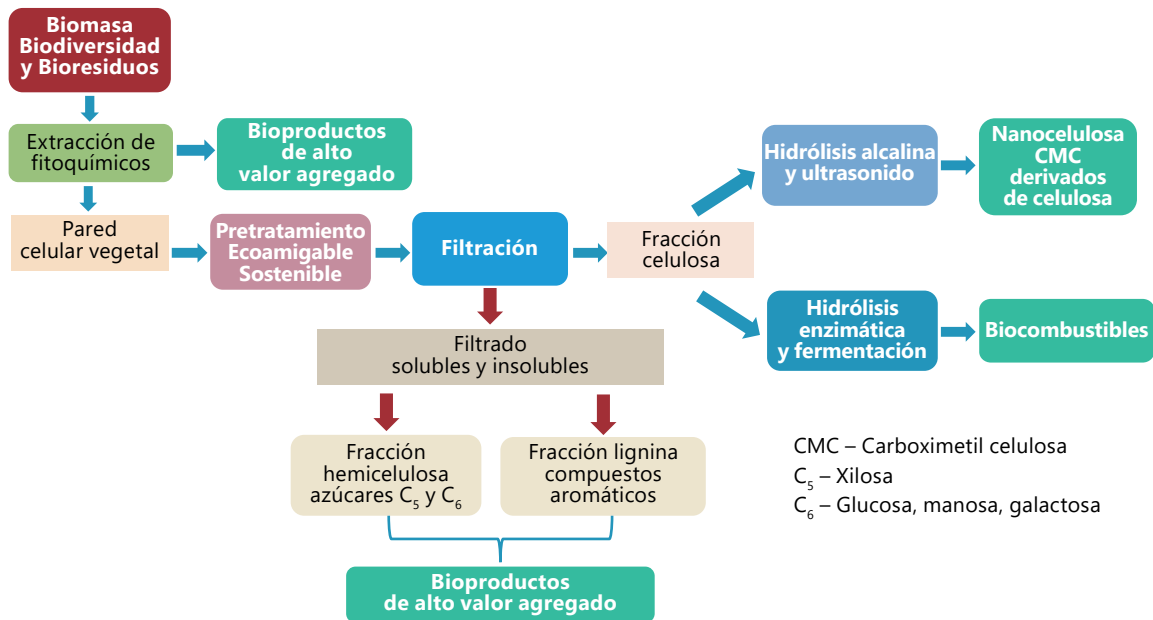 Biomasa
Biodiversidad
y Bioresiduos
Extracción de
fitoquímicos
Bioproductos
de alto
valor agregado
Pared
celular vegetal
Pretratamiento
Ecoamigable
Sostenible
Filtración
Fracción
celulosa
Hidrólisis alcalina
y ultrasonido
Nanocelulosa
CMC
derivados
de celulosa
Hidrólisis
enzimática
y fermentación
Biocombustibles
Filtrado
solubles y insolubles
Fracción
hemicelulosa
azúcares C₅ y C₆
Fracción lignina
compuestos
aromáticos
Bioproductos
de alto valor agregado
CMC – Carboximetil celulosa
C₅ – Xilosa
C₆ – Glucosa, manosa, galactosa